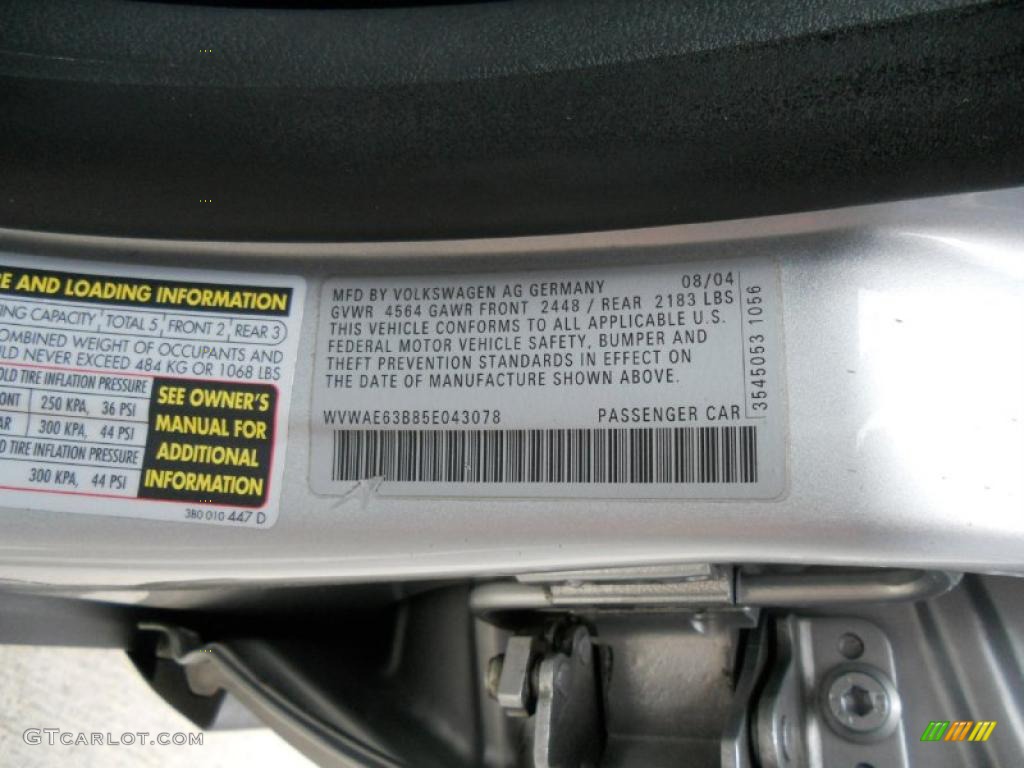 E AND LOADING INFORMATION
ING CAPACITY, TOTAL 5, FRONT 2, REAR 3
OMBINED WEIGHT OF OCCUPANTS AND
LD NEVER EXCEED 484 KG OR 1068 LBS
OLD TIRE INFLATION PRESSURE
ONT 250 KPA, 36 PSI
AR 300 KPA, 44 PSI
D TIRE INFLATION PRESSURE
300 KPA, 44 PSI
SEE OWNER'S
MANUAL FOR
ADDITIONAL
INFORMATION
3B0 010 447 D
MFD BY VOLKSWAGEN AG GERMANY 08/04
GVWR 4564 GAWR FRONT 2448 / REAR 2183 LBS
THIS VEHICLE CONFORMS TO ALL APPLICABLE U.S.
FEDERAL MOTOR VEHICLE SAFETY, BUMPER AND
THEFT PREVENTION STANDARDS IN EFFECT ON
THE DATE OF MANUFACTURE SHOWN ABOVE.
WVWAE63B85E043078 PASSENGER CAR
3545053 1056
GTCARLOT.COM